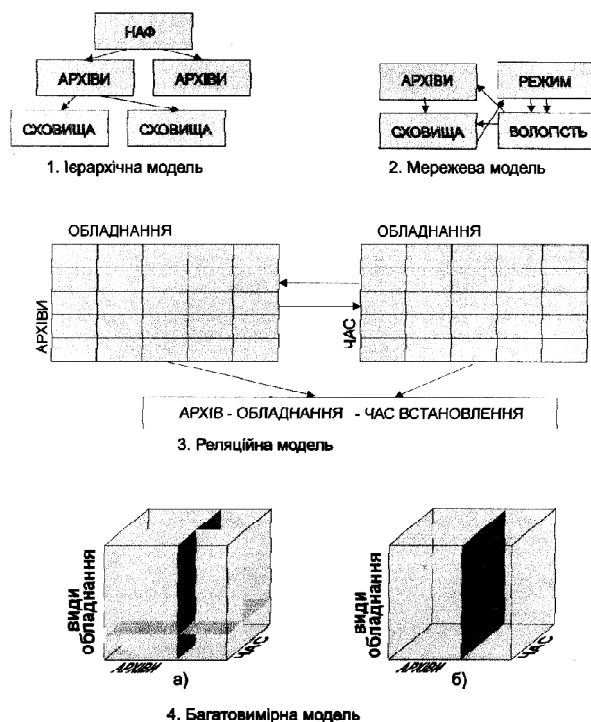 НАФ
АРХІВИ АРХІВИ
СХОВИЩА СХОВИЩА
1. Ієрархічна модель
АРХІВИ РЕЖИМ
СХОВИЩА ВОЛОГІСТЬ
2. Мережева модель
ОБЛАДНАННЯ ОБЛАДНАННЯ
АРХІВИ
ЧАС
АРХІВ - ОБЛАДНАННЯ - ЧАС ВСТАНОВЛЕННЯ
3. Реляційна модель
види
обладнання
АРХІВИ
ЧАС
а)
види
обладнання
АРХІВИ
ЧАС
б)
4. Багатовимірна модель